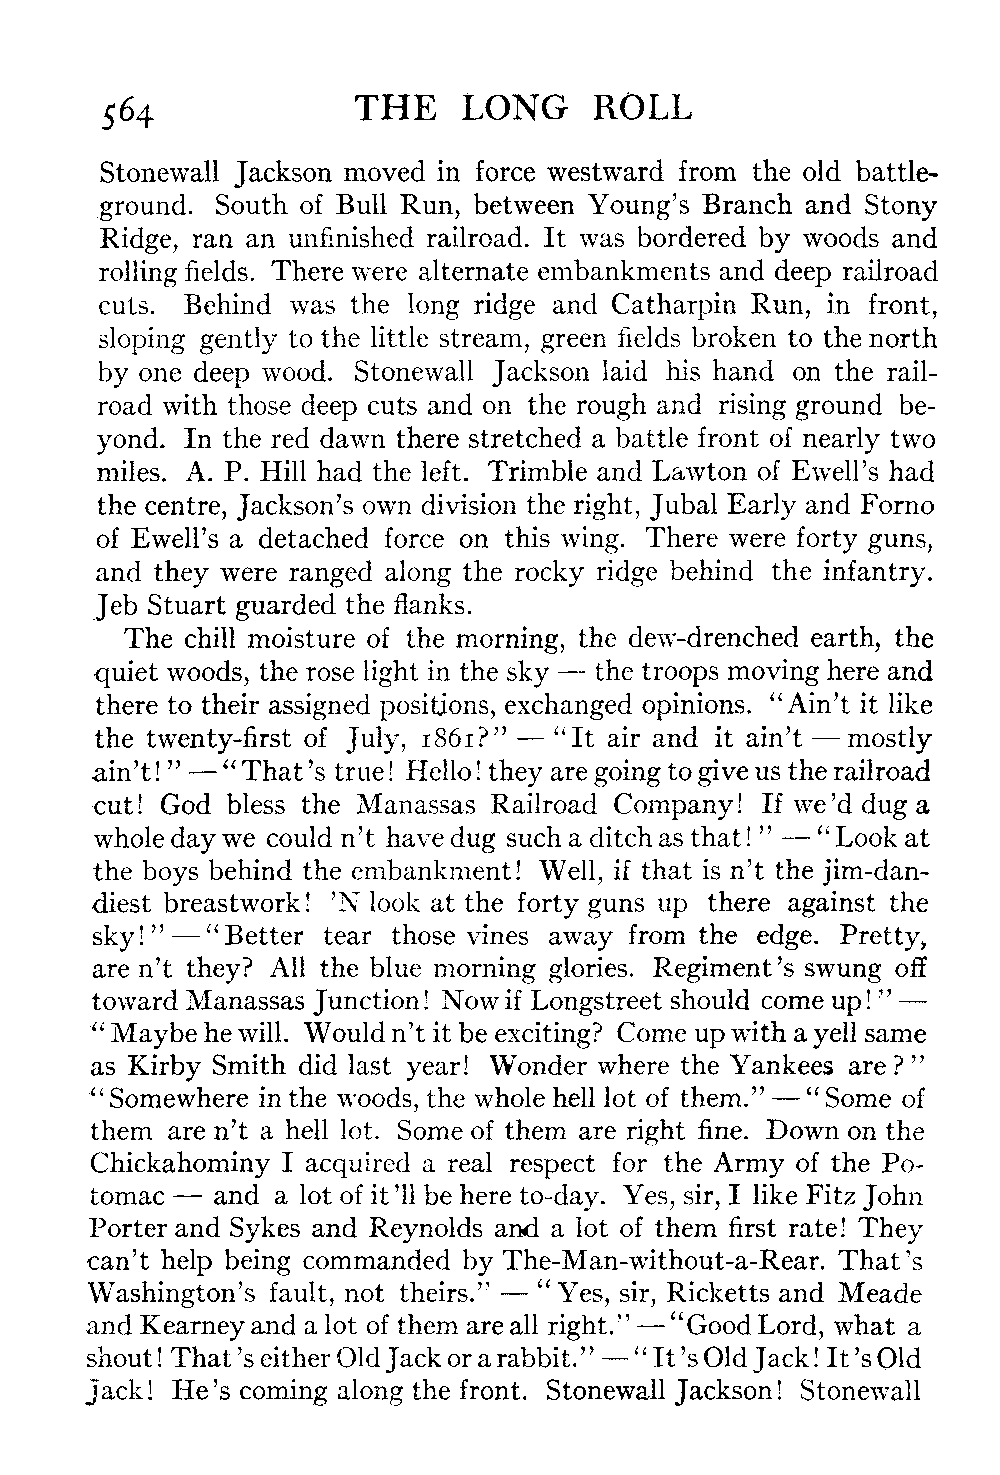 564 THE LONG ROLL
Stonewall Jackson moved in force westward from the old battle-
ground. South of Bull Run, between Young's Branch and Stony
Ridge, ran an unfinished railroad. It was bordered by woods and
rolling fields. There were alternate embankments and deep railroad
cuts. Behind was the long ridge and Catharpin Run, in front,
sloping gently to the little stream, green fields broken to the north
by one deep wood. Stonewall Jackson laid his hand on the rail-
road with those deep cuts and on the rough and rising ground be-
yond. In the red dawn there stretched a battle front of nearly two
miles. A. P. Hill had the left. Trimble and Lawton of Ewell's had
the centre, Jackson's own division the right, Jubal Early and Forno
of Ewell's a detached force on this wing. There were forty guns,
and they were ranged along the rocky ridge behind the infantry.
Jeb Stuart guarded the flanks.
The chill moisture of the morning, the dew-drenched earth, the
quiet woods, the rose light in the sky — the troops moving here and
there to their assigned positions, exchanged opinions. "Ain't it like
the twenty-first of July, 1861?" — "It air and it ain't — mostly
ain't!" — "That's true! Hello! they are going to give us the railroad
cut! God bless the Manassas Railroad Company! If we'd dug a
whole day we could n't have dug such a ditch as that!" — "Look at
the boys behind the embankment! Well, if that is n't the jim-dan-
diest breastwork! 'N look at the forty guns up there against the
sky!" — "Better tear those vines away from the edge. Pretty,
are n't they? All the blue morning glories. Regiment's swung off
toward Manassas Junction! Now if Longstreet should come up!" —
"Maybe he will. Would n't it be exciting? Come up with a yell same
as Kirby Smith did last year! Wonder where the Yankees are?"
"Somewhere in the woods, the whole hell lot of them." — "Some of
them are n't a hell lot. Some of them are right fine. Down on the
Chickahominy I acquired a real respect for the Army of the Po-
tomac — and a lot of it'll be here to-day. Yes, sir, I like Fitz John
Porter and Sykes and Reynolds and a lot of them first rate! They
can't help being commanded by The-Man-without-a-Rear. That's
Washington's fault, not theirs." — "Yes, sir, Ricketts and Meade
and Kearney and a lot of them are all right." — "Good Lord, what a
shout! That's either Old Jack or a rabbit." — "It's Old Jack! It's Old
Jack! He's coming along the front. Stonewall Jackson! Stonewall